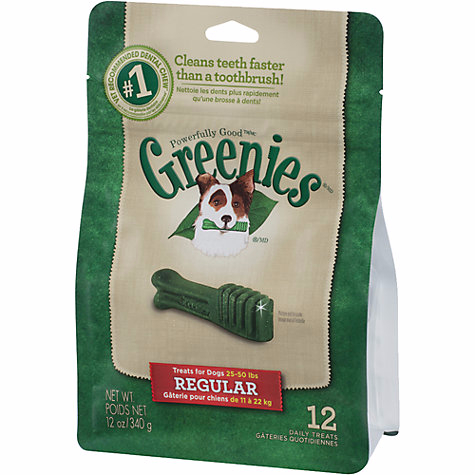 VET RECOMMENDED DENTAL CHEW
#1
Cleans teeth faster
than a toothbrush!
Nettoie les dents plus rapidement
qu'une brosse à dents!
Powerfully Good
Greenies
®/MD
®/MD
Treats for Dogs 25-50 lbs
REGULAR
Gâterie pour chiens de 11 à 22 kg
NET WT.
POIDS NET
12 oz/340 g
12
DAILY TREATS
GÂTERIES QUOTIDIENNES